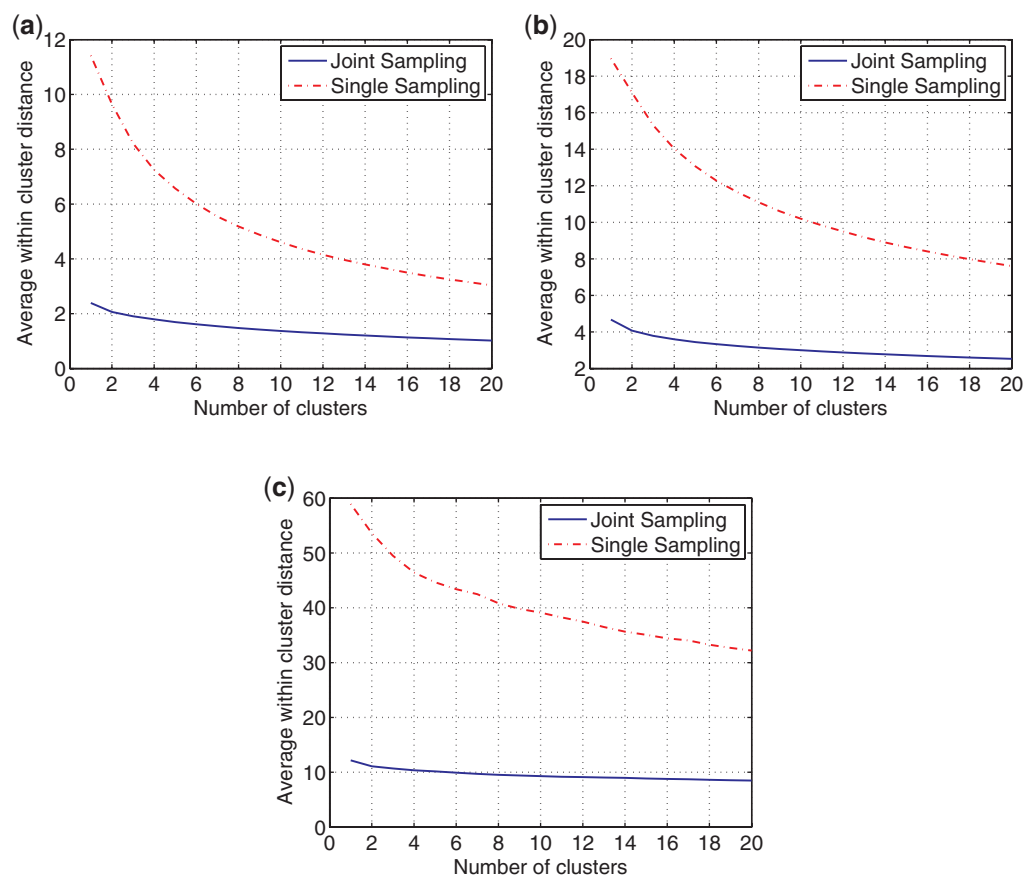 (a)
12
10
8
6
4
2
0
Average within cluster distance
Joint Sampling
Single Sampling
0 2 4 6 8 10 12 14 16 18 20
Number of clusters
(b)
20
18
16
14
12
10
8
6
4
2
Average within cluster distance
Joint Sampling
Single Sampling
0 2 4 6 8 10 12 14 16 18 20
Number of clusters
(c)
60
50
40
30
20
10
0
Average within cluster distance
Joint Sampling
Single Sampling
0 2 4 6 8 10 12 14 16 18 20
Number of clusters